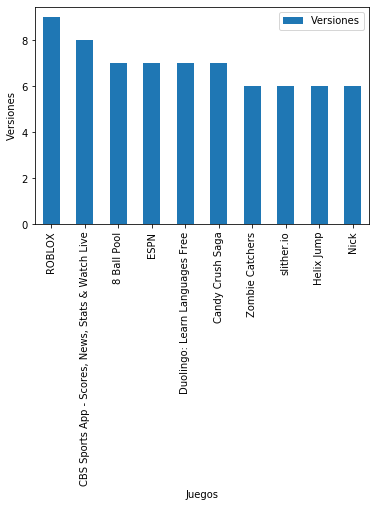 Versiones
Versiones
8
6
4
2
0
ROBLOX
CBS Sports App - Scores, News, Stats & Watch Live
8 Ball Pool
ESPN
Duolingo: Learn Languages Free
Candy Crush Saga
Zombie Catchers
slither.io
Helix Jump
Nick
Juegos